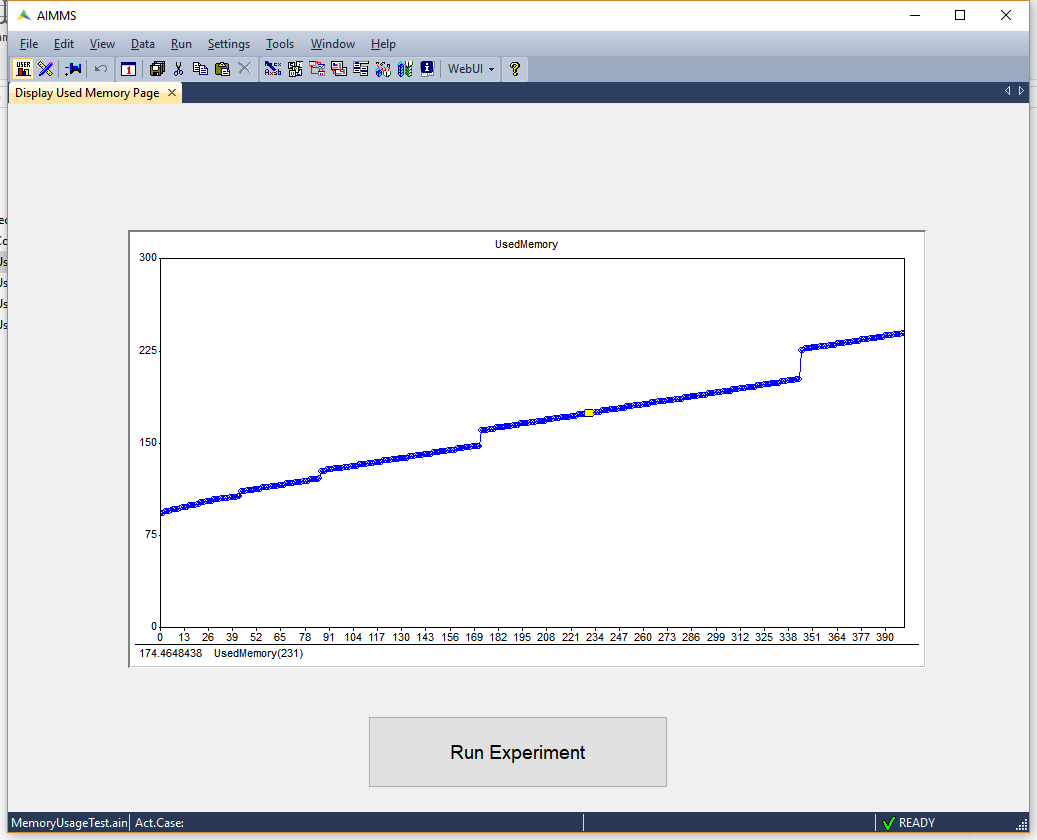 AIMMS
File Edit View Data Run Settings Tools Window Help
WebUI
Display Used Memory Page
UsedMemory
300
225
150
75
0
0 13 26 39 52 65 78 91 104 117 130 143 156 169 182 195 208 221 234 247 260 273 286 299 312 325 338 351 364 377 390
174.4648438 UsedMemory(231)
Run Experiment
MemoryUsageTest.ain Act.Case: READY